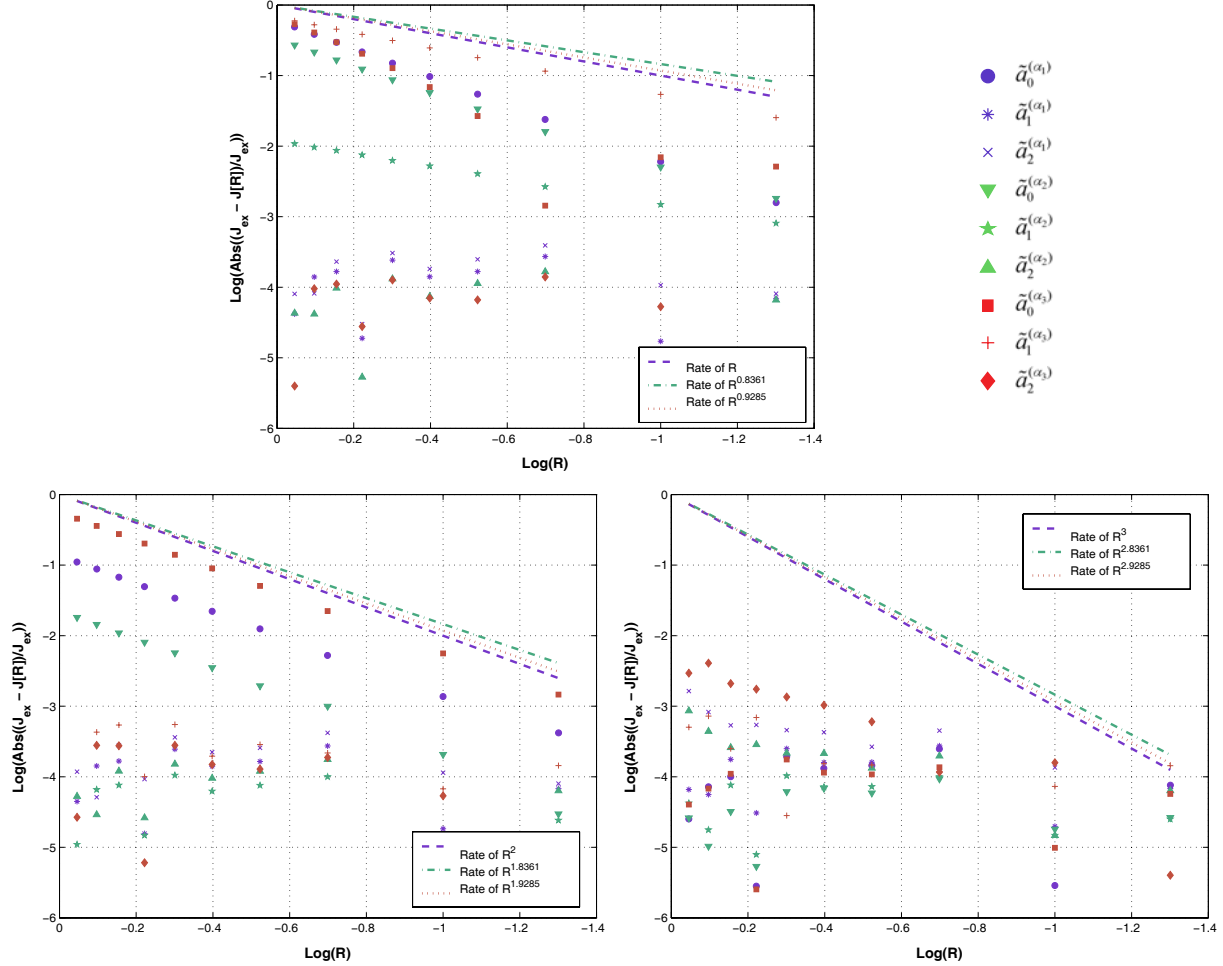 0
−1
−2
−3
−4
−5
−6
Log(Abs((J_ex − J[R])/J_ex))
0 −0.2 −0.4 −0.6 −0.8 −1 −1.2 −1.4
Log(R)
Rate of R
Rate of R^0.8361
Rate of R^0.9285
ã_0^(α_1)
ã_1^(α_1)
ã_2^(α_1)
ã_0^(α_2)
ã_1^(α_2)
ã_2^(α_2)
ã_0^(α_3)
ã_1^(α_3)
ã_2^(α_3)
0
−1
−2
−3
−4
−5
−6
Log(Abs((J_ex − J[R])/J_ex))
0 −0.2 −0.4 −0.6 −0.8 −1 −1.2 −1.4
Log(R)
Rate of R^2
Rate of R^1.8361
Rate of R^1.9285
0
−1
−2
−3
−4
−5
−6
Log(Abs((J_ex − J[R])/J_ex))
0 −0.2 −0.4 −0.6 −0.8 −1 −1.2 −1.4
Log(R)
Rate of R^3
Rate of R^2.8361
Rate of R^2.9285